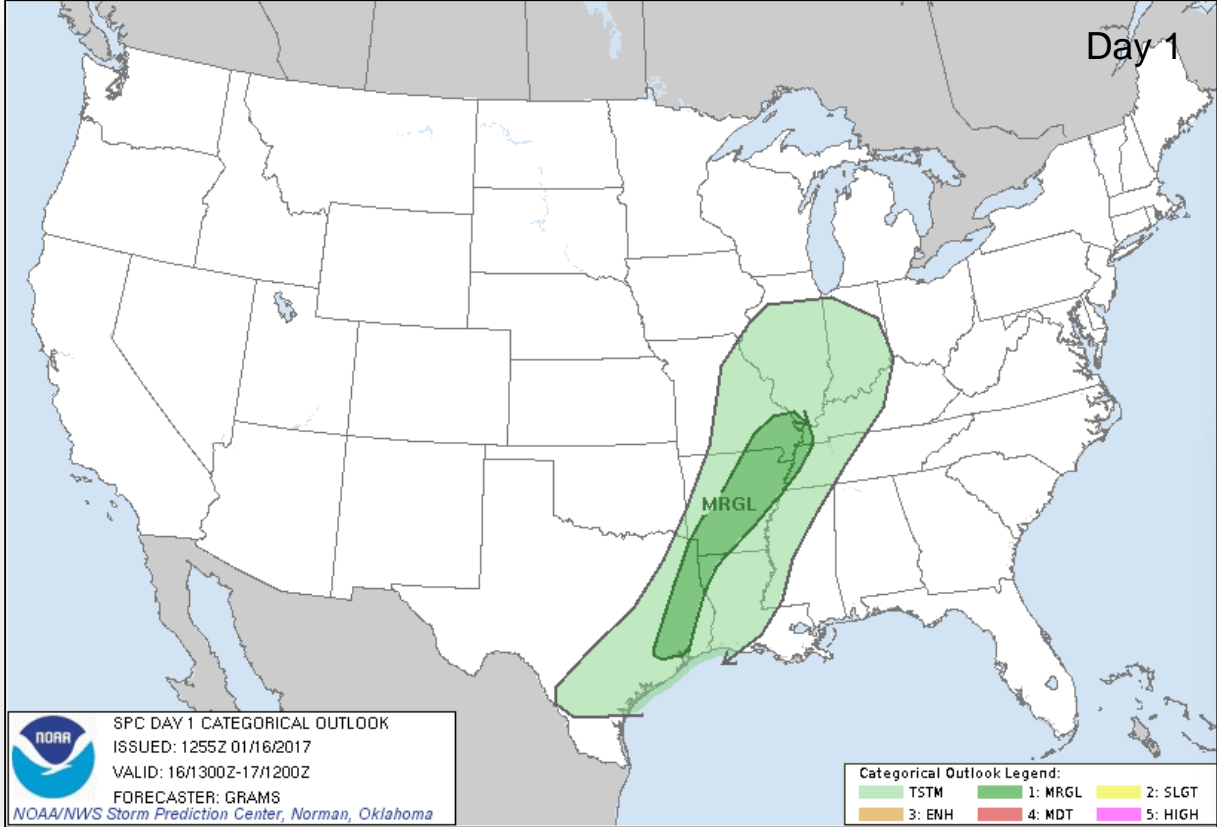 Day 1
MRGL
NOAA
SPC DAY 1 CATEGORICAL OUTLOOK
ISSUED: 1255Z 01/16/2017
VALID: 16/1300Z-17/1200Z
FORECASTER: GRAMS
NOAA/NWS Storm Prediction Center, Norman, Oklahoma
Categorical Outlook Legend:
TSTM 1: MRGL 2: SLGT
3: ENH 4: MDT 5: HIGH